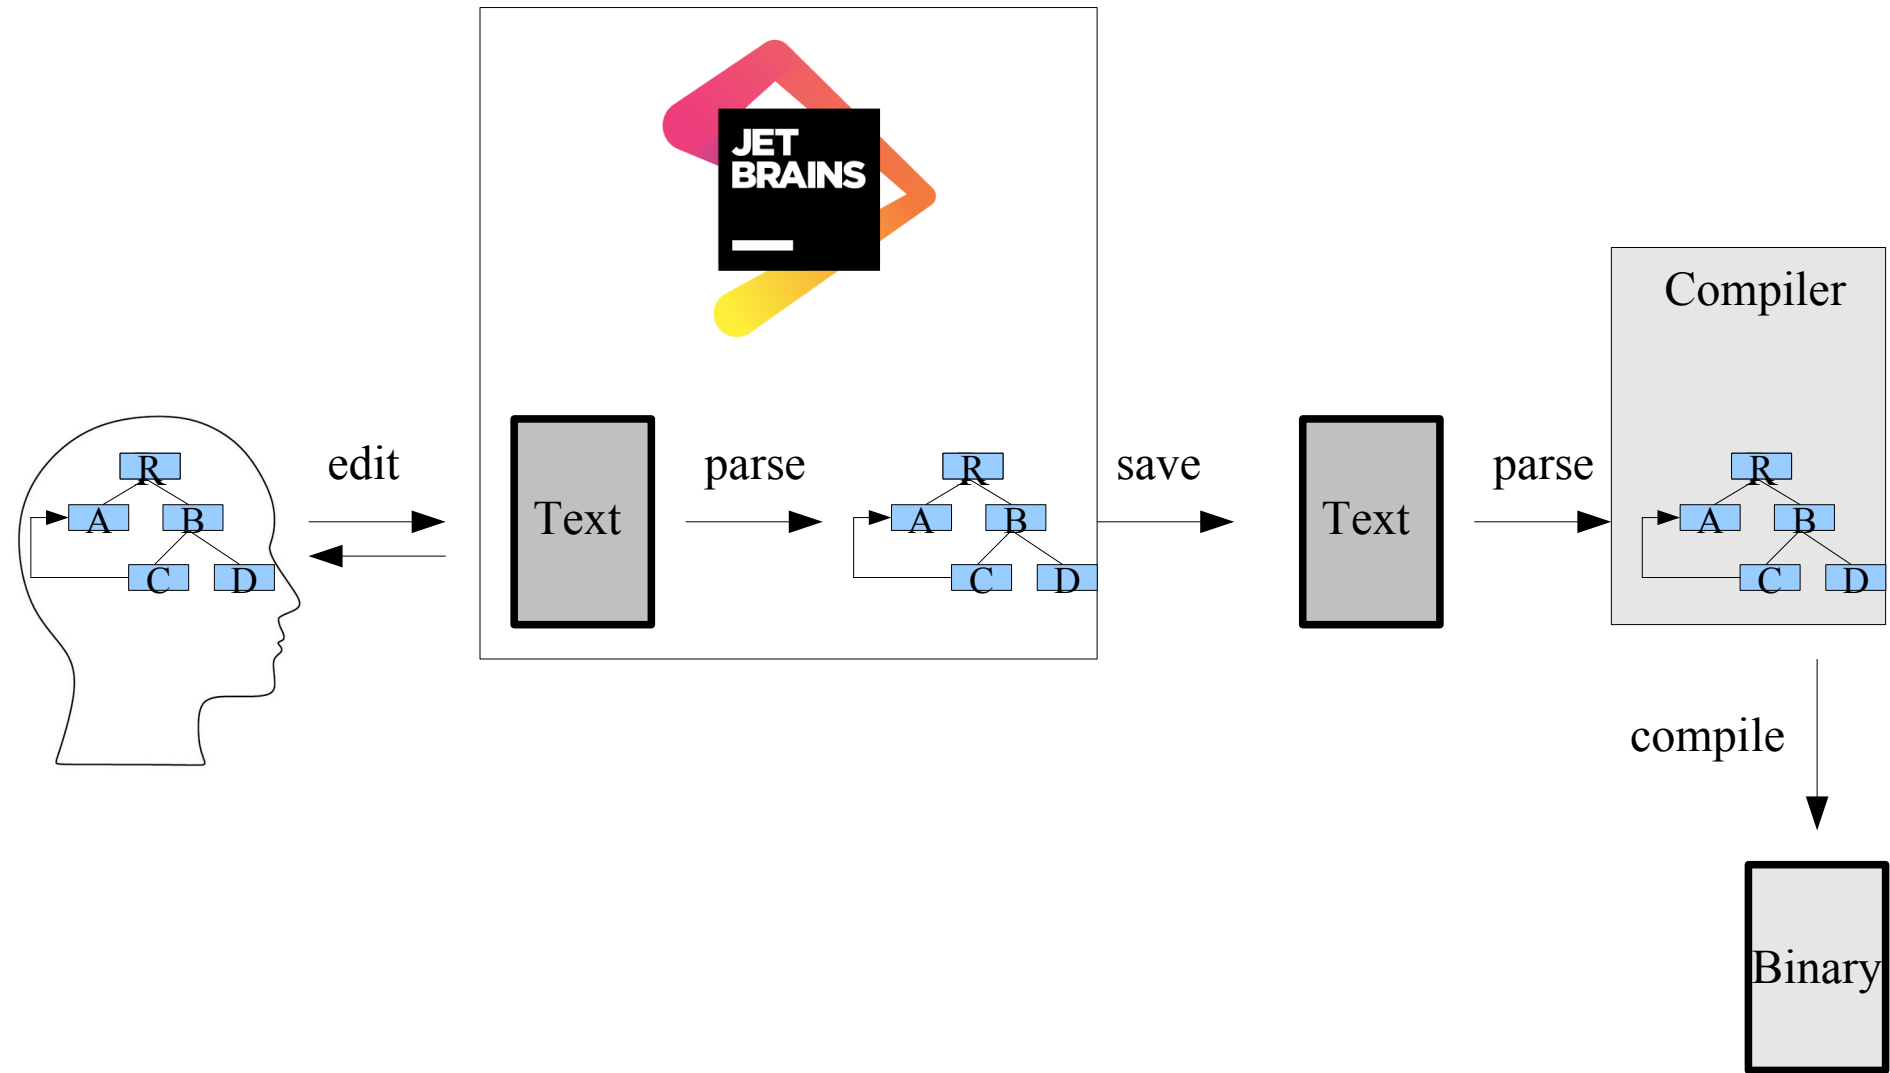 JET
BRAINS
Compiler
R
A
B
C
D
edit
Text
parse
R
A
B
C
D
save
Text
parse
R
A
B
C
D
compile
Binary